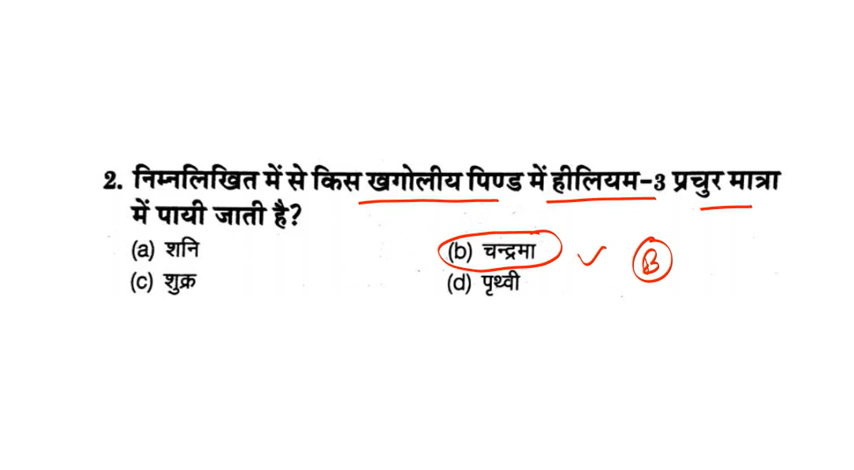 2. निम्नलिखित में से किस खगोलीय पिण्ड में हीलियम-3 प्रचुर मात्रा
में पायी जाती है?
(a) शनि (b) चन्द्रमा B
(c) शुक्र (d) पृथ्वी